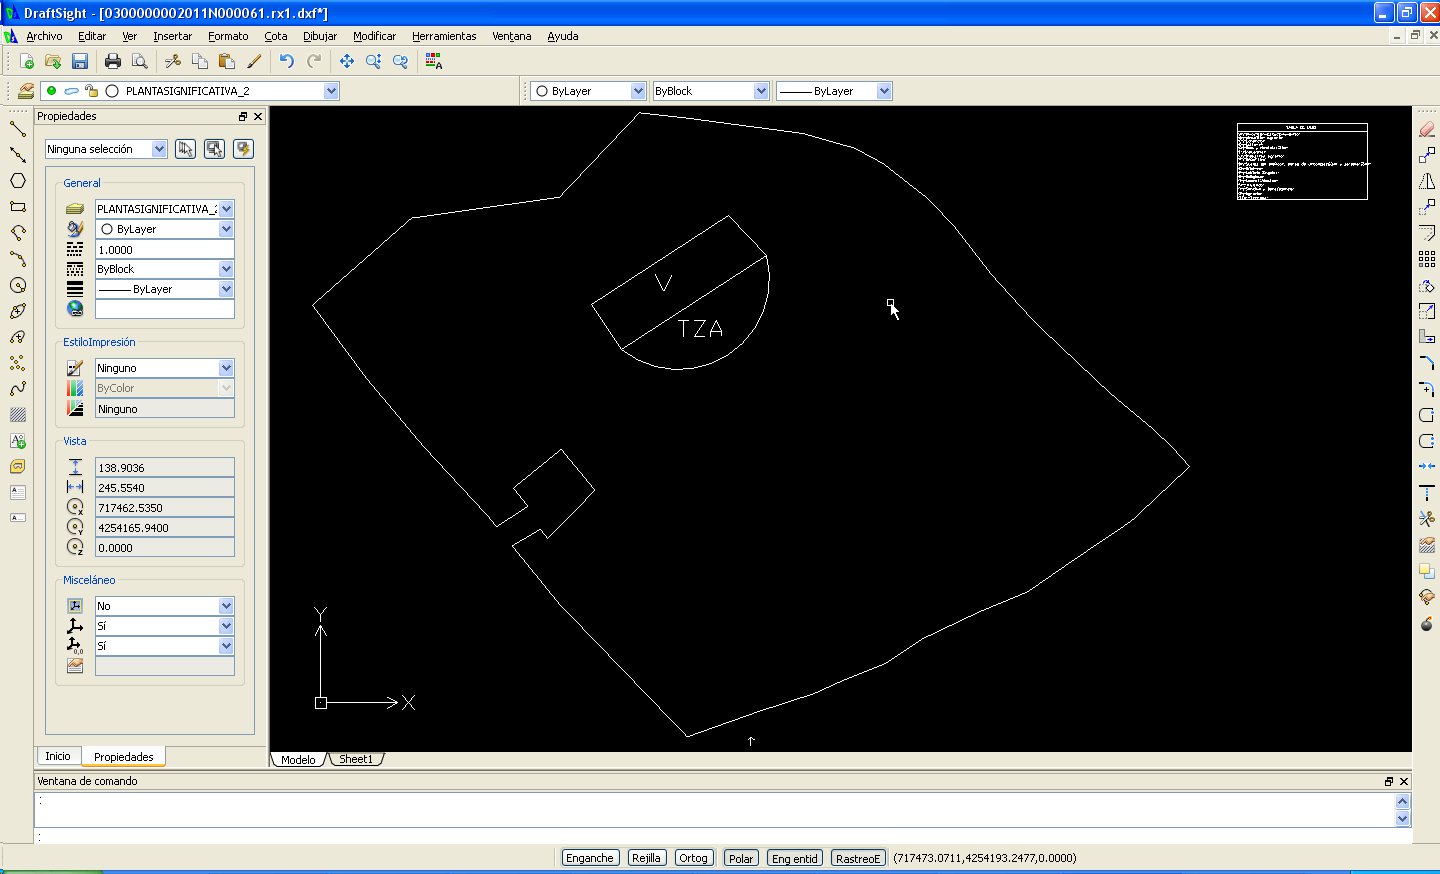 DraftSight - [0300000002011N000061.rx1.dxf*]
Archivo Editar Ver Insertar Formato Cota Dibujar Modificar Herramientas Ventana Ayuda
PLANTASIGNIFICATIVA_2 ByLayer ByBlock ByLayer
Propiedades
Ninguna selección
General
PLANTASIGNIFICATIVA_2
ByLayer
1.0000
ByBlock
ByLayer
EstiloImpresión
Ninguno
ByColor
Ninguno
Vista
138.9036
245.5540
717462.5350
4254165.9400
0.0000
Misceláneo
No
Sí
Sí
Inicio Propiedades
V
TZA
Y
X
Modelo Sheet1
Ventana de comando
:
:
Enganche Rejilla Ortog Polar Eng entid RastreoE (717473.0711,4254193.2477,0.0000)